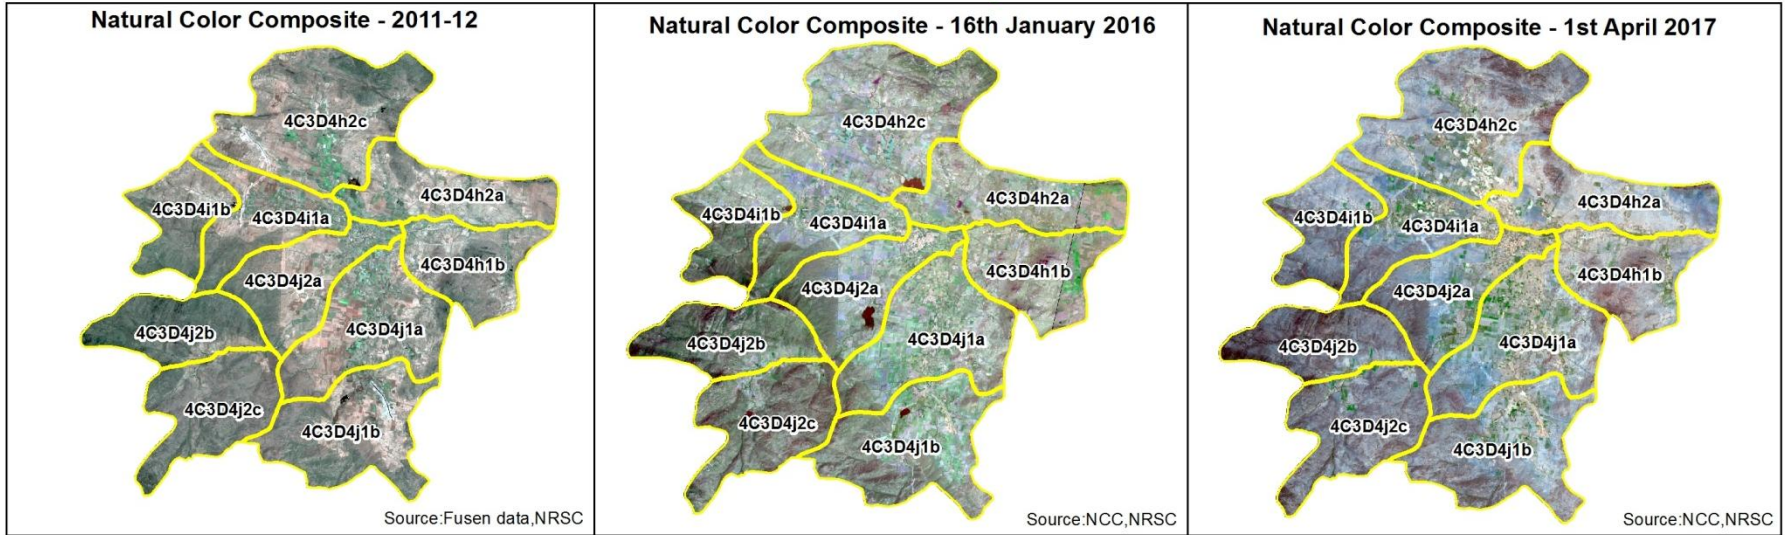 Natural Color Composite - 2011-12
4C3D4h2c
4C3D4h2a
4C3D4i1b
4C3D4i1a
4C3D4h1b
4C3D4j2a
4C3D4j2b
4C3D4j1a
4C3D4j2c
4C3D4j1b
Source:Fusen data,NRSC
Natural Color Composite - 16th January 2016
4C3D4h2c
4C3D4h2a
4C3D4i1b
4C3D4i1a
4C3D4h1b
4C3D4j2a
4C3D4j2b
4C3D4j1a
4C3D4j2c
4C3D4j1b
Source:NCC,NRSC
Natural Color Composite - 1st April 2017
4C3D4h2c
4C3D4h2a
4C3D4i1b
4C3D4i1a
4C3D4h1b
4C3D4j2a
4C3D4j2b
4C3D4j1a
4C3D4j2c
4C3D4j1b
Source:NCC,NRSC